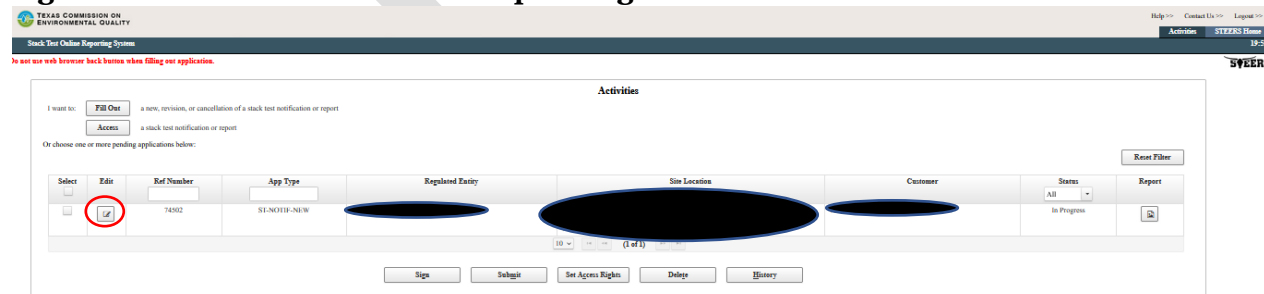 TEXAS COMMISSION ON
ENVIRONMENTAL QUALITY
Help >> Contact Us >> Logout >>
Activities STEERS Home
Stack Test Online Reporting System
19:5
Do not use web browser back button when filling out application.
STEER
Activities
I want to: Fill Out a new, revision, or cancellation of a stack test notification or report
Access a stack test notification or report
Or choose one or more pending applications below:
Reset Filter
Select Edit Ref Number App Type Regulated Entity Site Location Customer Status Report
All
74502 ST-NOTIF-NEW In Progress
10 (1 of 1)
Sign Submit Set Access Rights Delete History